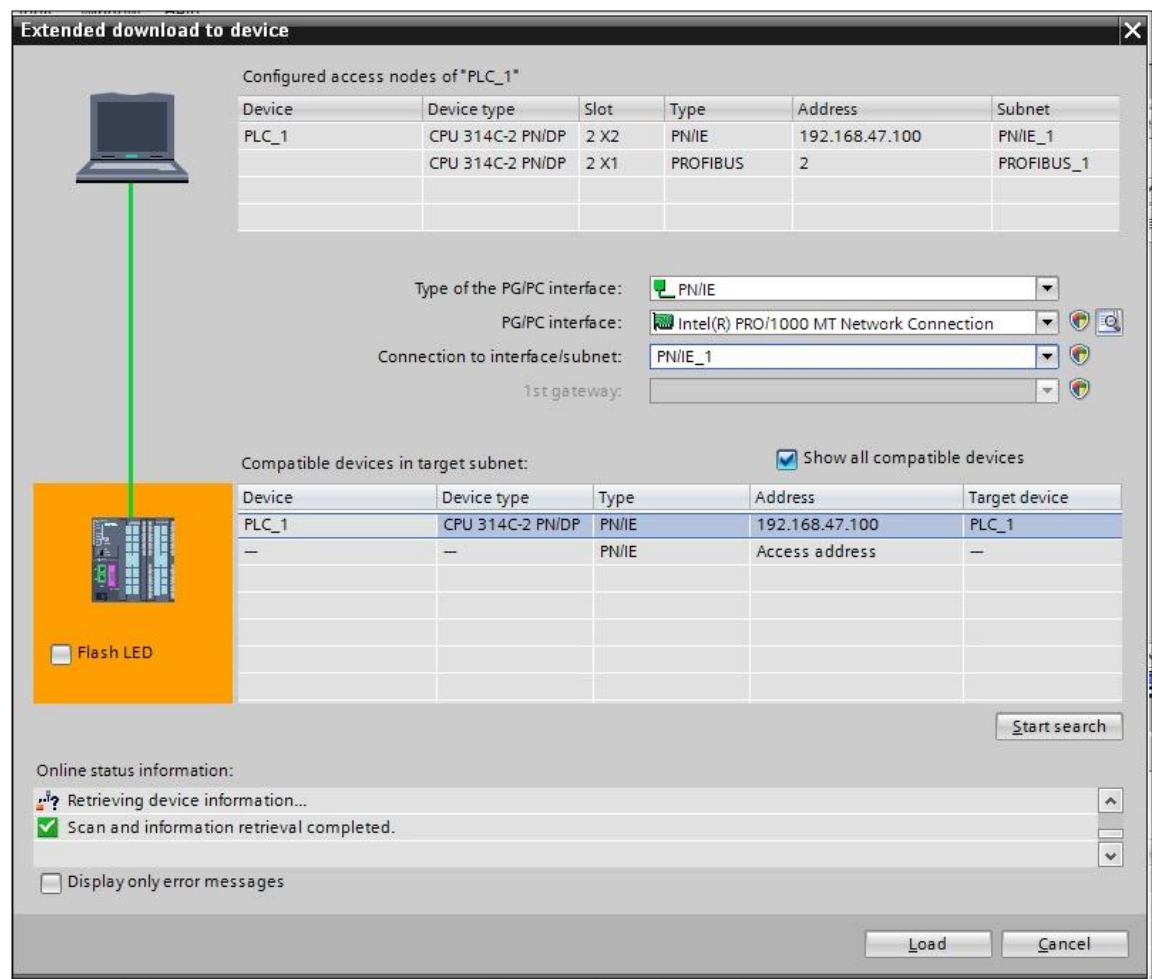 Extended download to device
Configured access nodes of "PLC_1"
Device Device type Slot Type Address Subnet
PLC_1 CPU 314C-2 PN/DP 2 X2 PN/IE 192.168.47.100 PN/IE_1
CPU 314C-2 PN/DP 2 X1 PROFIBUS 2 PROFIBUS_1
Type of the PG/PC interface: PN/IE
PG/PC interface: Intel(R) PRO/1000 MT Network Connection
Connection to interface/subnet: PN/IE_1
1st gateway:
Compatible devices in target subnet: Show all compatible devices
Device Device type Type Address Target device
PLC_1 CPU 314C-2 PN/DP PN/IE 192.168.47.100 PLC_1
— — PN/IE Access address —
Flash LED
Start search
Online status information:
Retrieving device information...
Scan and information retrieval completed.
Display only error messages
Load Cancel